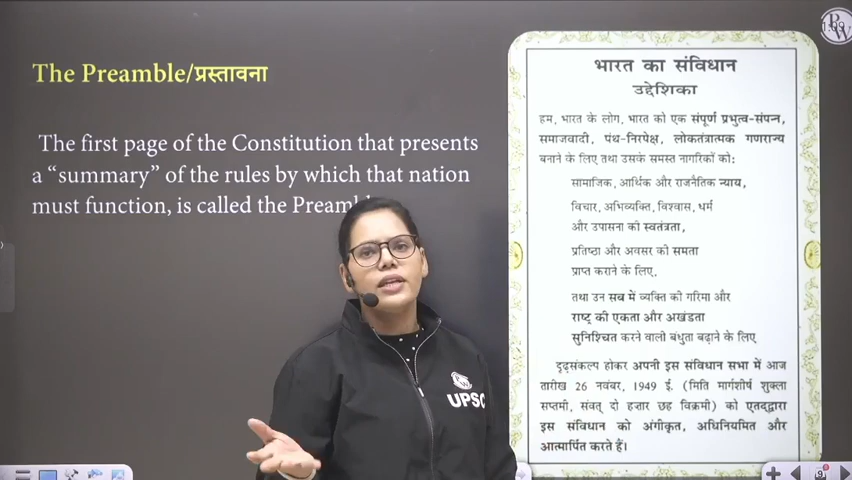 The Preamble/प्रस्तावना
The first page of the Constitution that presents
a “summary” of the rules by which that nation
must function, is called the
भारत का संविधान
उद्देशिका
हम, भारत के लोग, भारत को एक संपूर्ण प्रभुत्व-संपन्न,
समाजवादी, पंथ-निरपेक्ष, लोकतंत्रात्मक गणराज्य
बनाने के लिए तथा उसके समस्त नागरिकों को:
सामाजिक, आर्थिक और राजनैतिक न्याय,
विचार, अभिव्यक्ति, विश्वास, धर्म
और उपासना की स्वतंत्रता,
प्रतिष्ठा और अवसर की समता
प्राप्त कराने के लिए,
तथा उन सब में व्यक्ति की गरिमा और
राष्ट्र की एकता और अखंडता
सुनिश्चित करने वाली बंधुता बढ़ाने के लिए
दृढ़संकल्प होकर अपनी इस संविधान सभा में आज
तारीख 26 नवंबर, 1949 ई. (मिति मार्गशीर्ष शुक्ला
सप्तमी, संवत् दो हज़ार छह विक्रमी) को एतद्द्वारा
इस संविधान को अंगीकृत, अधिनियमित और
आत्मार्पित करते हैं।
UPSC